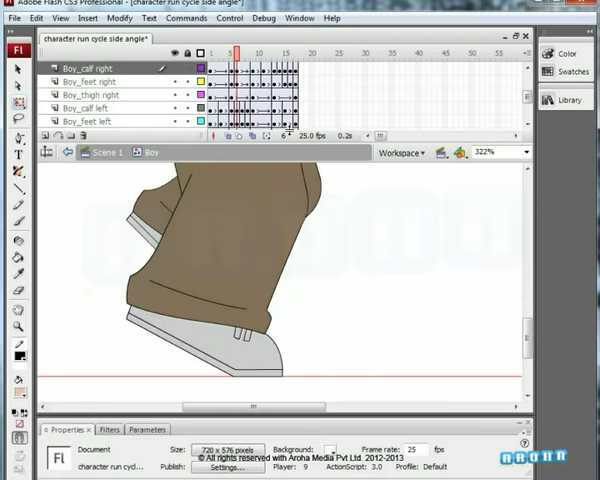 Adobe Flash CS3 Professional - [character run cycle side angle*]
File Edit View Insert Modify Text Commands Control Debug Window Help
character run cycle side angle*
Color
Swatches
Library
1 5 10 15 20 25 30 35 40 45 50 55
Boy_calf right
Boy_feet right
Boy_thigh right
Boy_calf left
Boy_feet left
6 25.0 fps 0.2s
Scene 1 Boy Workspace 322%
Properties × Filters Parameters
Document Size: 720 x 576 pixels Background: Frame rate: 25 fps
© All rights reserved with Aroha Media Pvt Ltd. 2012-2013
character run cycl... Publish: Settings... Player: 9 ActionScript: 3.0 Profile: Default
Fl
AROHA